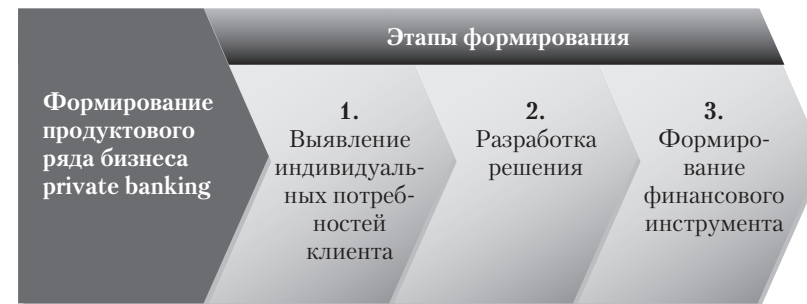 Этапы формирования
Формирование
продуктового
ряда бизнеса
private banking
1.
Выявление
индивидуаль-
ных потреб-
ностей
клиента
2.
Разработка
решения
3.
Формиро-
вание
финансового
инструмента